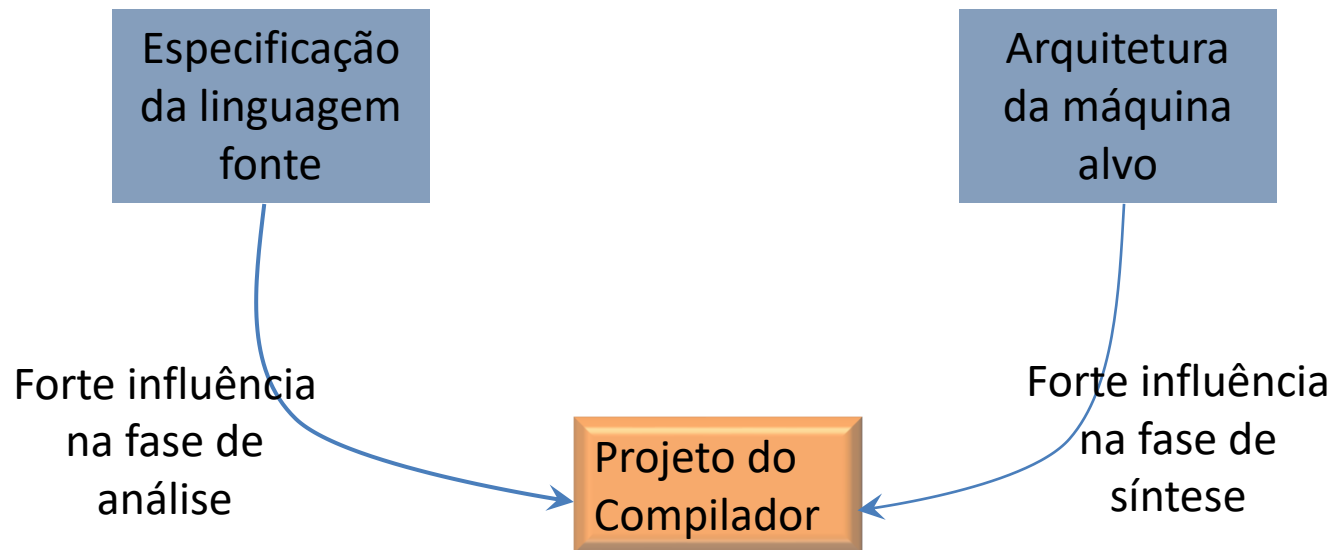 Especificação
da linguagem
fonte
Arquitetura
da máquina
alvo
Forte influência
na fase de
análise
Projeto do
Compilador
Forte influência
na fase de
síntese